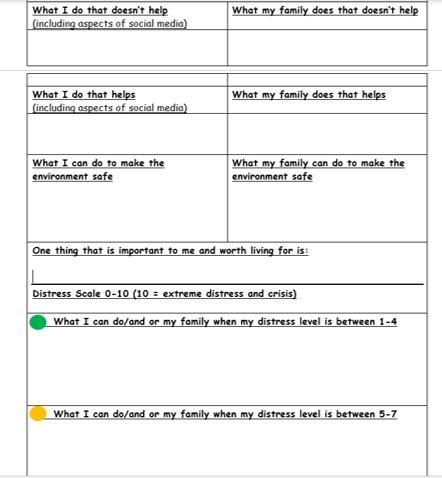 What I do that doesn't help
(including aspects of social media)
What my family does that doesn't help
What I do that helps
(including aspects of social media)
What my family does that helps
What I can do to make the
environment safe
What my family can do to make the
environment safe
One thing that is important to me and worth living for is:
Distress Scale 0-10 (10 = extreme distress and crisis)
What I can do/and or my family when my distress level is between 1-4
What I can do/and or my family when my distress level is between 5-7